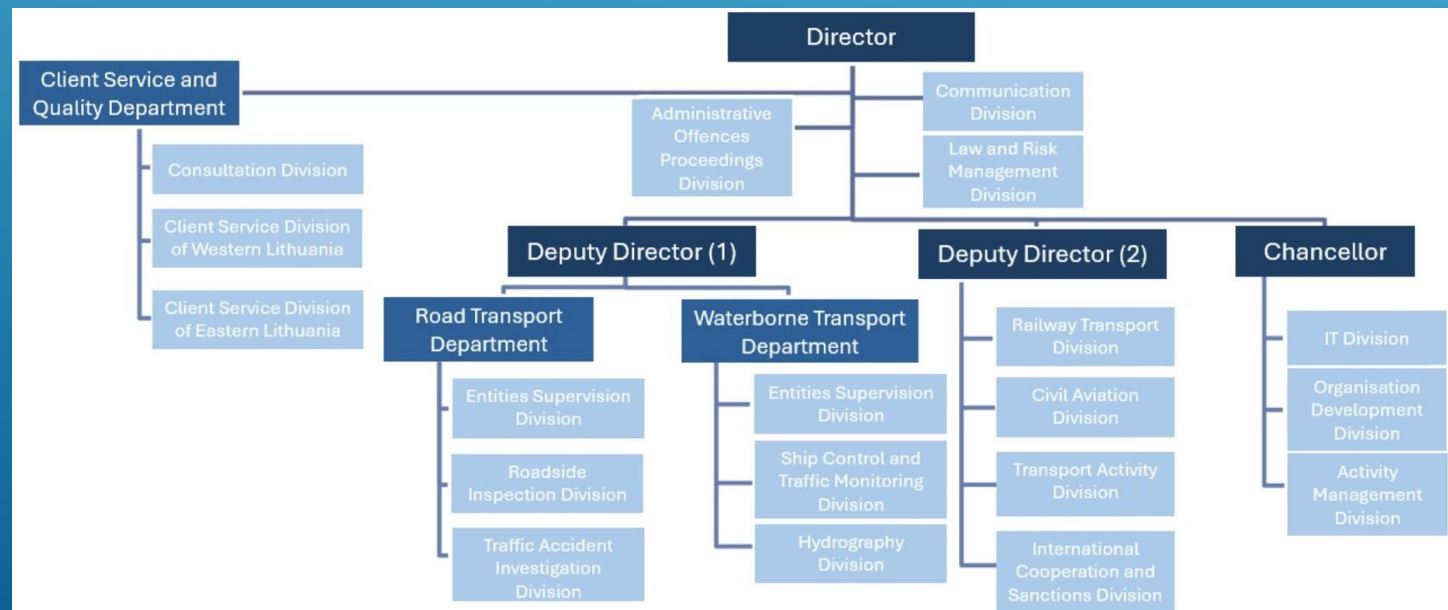 Director
Client Service and
Quality Department
Consultation Division
Client Service Division
of Western Lithuania
Client Service Division
of Eastern Lithuania
Administrative
Offences
Proceedings
Division
Communication
Division
Law and Risk
Management
Division
Deputy Director (1)
Road Transport
Department
Entities Supervision
Division
Roadside
Inspection Division
Traffic Accident
Investigation
Division
Waterborne Transport
Department
Entities Supervision
Division
Ship Control and
Traffic Monitoring
Division
Hydrography
Division
Deputy Director (2)
Railway Transport
Division
Civil Aviation
Division
Transport Activity
Division
International
Cooperation and
Sanctions Division
Chancellor
IT Division
Organisation
Development
Division
Activity
Management
Division